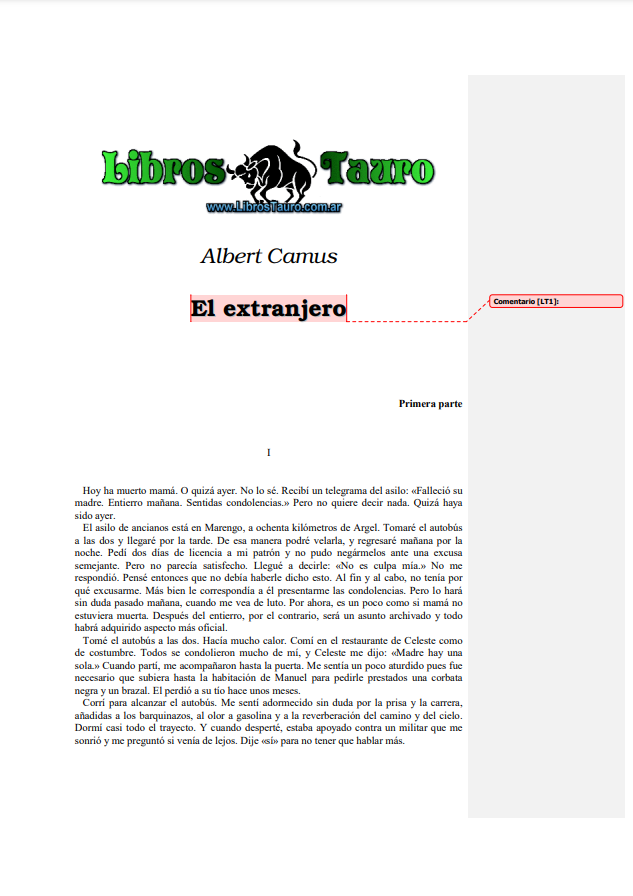 Libros Tauro
www.LibrosTauro.com.ar
Albert Camus
El extranjero
Comentario [LT1]:
Primera parte
I
Hoy ha muerto mamá. O quizá ayer. No lo sé. Recibí un telegrama del asilo: «Falleció su
madre. Entierro mañana. Sentidas condolencias.» Pero no quiere decir nada. Quizá haya
sido ayer.
El asilo de ancianos está en Marengo, a ochenta kilómetros de Argel. Tomaré el autobús
a las dos y llegaré por la tarde. De esa manera podré velarla, y regresaré mañana por la
noche. Pedí dos días de licencia a mi patrón y no pudo negármelos ante una excusa
semejante. Pero no parecía satisfecho. Llegué a decirle: «No es culpa mía.» No me
respondió. Pensé entonces que no debía haberle dicho esto. Al fin y al cabo, no tenía por
qué excusarme. Más bien le correspondía a él presentarme las condolencias. Pero lo hará
sin duda pasado mañana, cuando me vea de luto. Por ahora, es un poco como si mamá no
estuviera muerta. Después del entierro, por el contrario, será un asunto archivado y todo
habrá adquirido aspecto más oficial.
Tomé el autobús a las dos. Hacía mucho calor. Comí en el restaurante de Celeste como
de costumbre. Todos se condolieron mucho de mí, y Celeste me dijo: «Madre hay una
sola.» Cuando partí, me acompañaron hasta la puerta. Me sentía un poco aturdido pues fue
necesario que subiera hasta la habitación de Manuel para pedirle prestados una corbata
negra y un brazal. El perdió a su tío hace unos meses.
Corrí para alcanzar el autobús. Me sentí adormecido sin duda por la prisa y la carrera,
añadidas a los barquinazos, al olor a gasolina y a la reverberación del camino y del cielo.
Dormí casi todo el trayecto. Y cuando desperté, estaba apoyado contra un militar que me
sonrió y me preguntó si venía de lejos. Dije «sí» para no tener que hablar más.